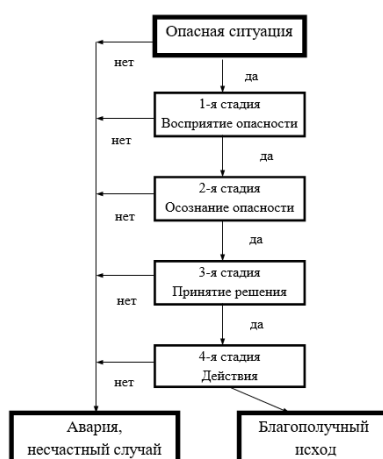 Опасная ситуация
нет
да
1-я стадия
Восприятие опасности
нет
да
2-я стадия
Осознание опасности
нет
да
3-я стадия
Принятие решения
нет
да
4-я стадия
Действия
нет
Авария,
несчастный случай
Благополучный
исход